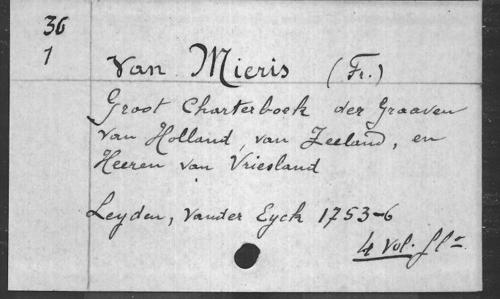 36
1
Van Mieris (Fr.)
Groot Charterboek der Graaven
van Holland, van Zeeland, en
Heeren van Vriesland
Leyden, Vander Eyck 1753-6
4 Vol. flo